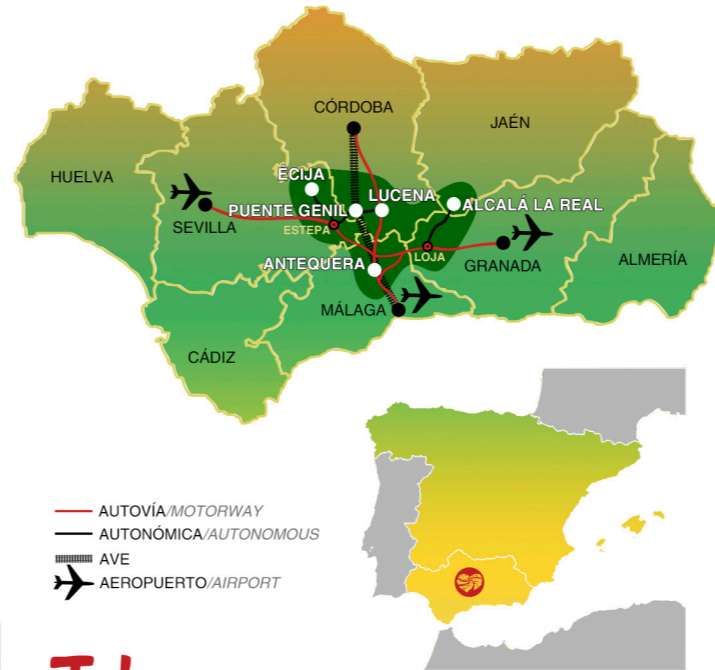 CÓRDOBA
JAÉN
HUELVA
ÉCIJA
PUENTE GENIL
LUCENA
ALCALÁ LA REAL
SEVILLA
ESTEPA
ANTEQUERA
LOJA
GRANADA
ALMERÍA
MÁLAGA
CÁDIZ
AUTOVÍA/MOTORWAY
AUTONÓMICA/AUTONOMOUS
AVE
AEROPUERTO/AIRPORT